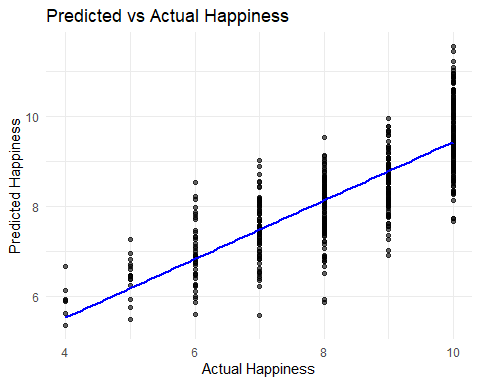 Predicted vs Actual Happiness
Predicted Happiness
10
8
6
4 6 8 10
Actual Happiness